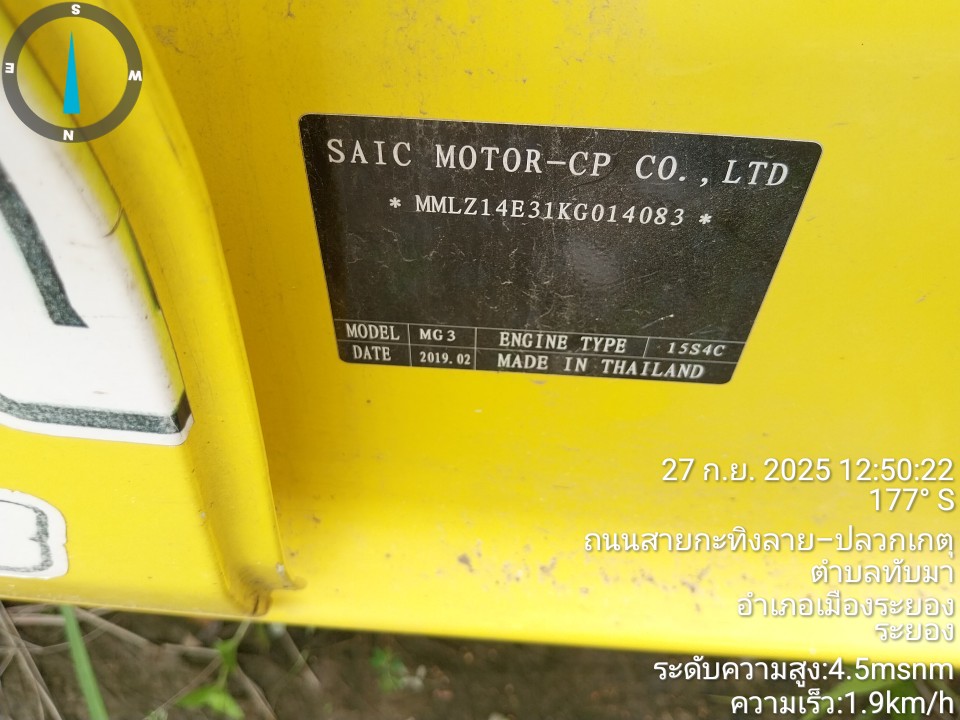 S
E
W
N
SAIC MOTOR-CP CO.,LTD
* MMLZ14E31KG014083 *
MODEL MG3 ENGINE TYPE 15S4C
DATE 2019.02 MADE IN THAILAND
27 ก.ย. 2025 12:50:22
177° S
ถนนสายกะทิงลาย–ปลวกเกตุ
ตำบลทับมา
อำเภอเมืองระยอง
ระยอง
ระดับความสูง:4.5msnm
ความเร็ว:1.9km/h